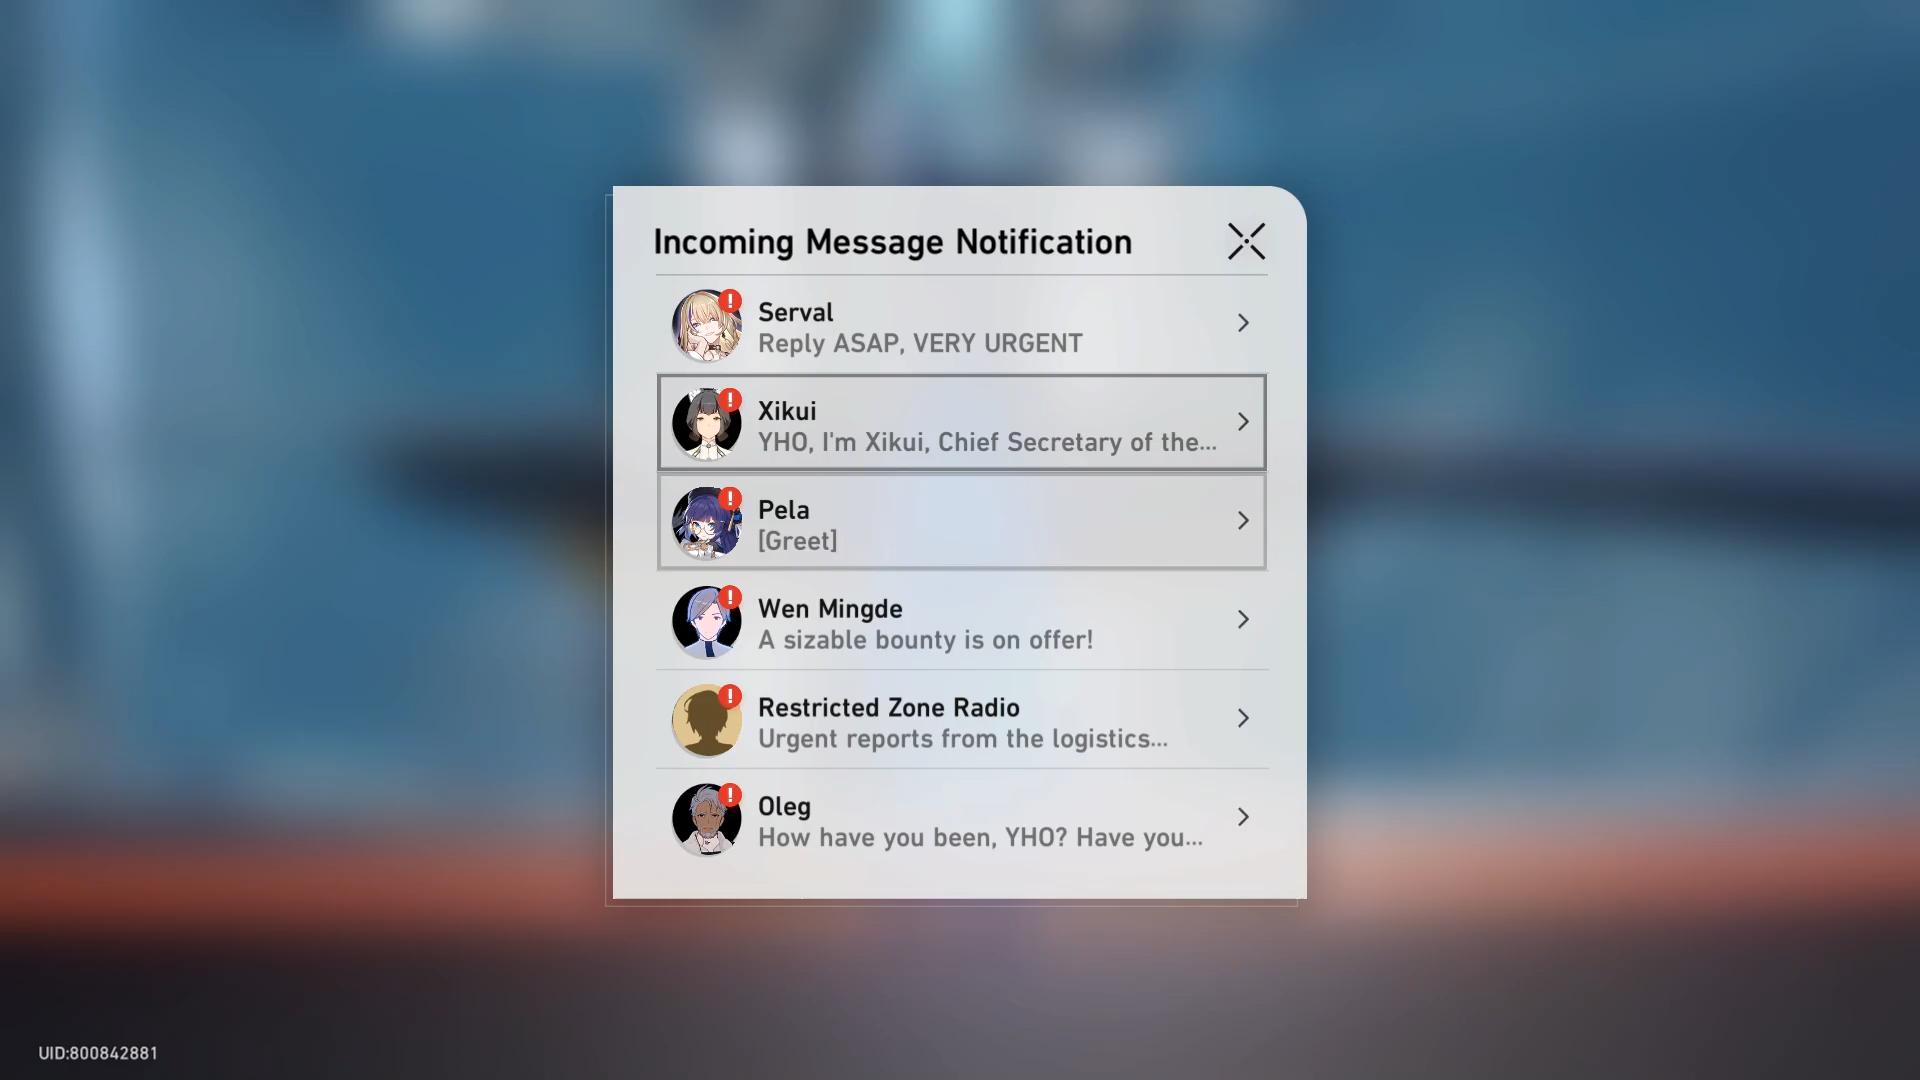 Incoming Message Notification
Serval
Reply ASAP, VERY URGENT
Xikui
YHO, I'm Xikui, Chief Secretary of the...
Pela
[Greet]
Wen Mingde
A sizable bounty is on offer!
Restricted Zone Radio
Urgent reports from the logistics...
Oleg
How have you been, YHO? Have you...
UID:800842881